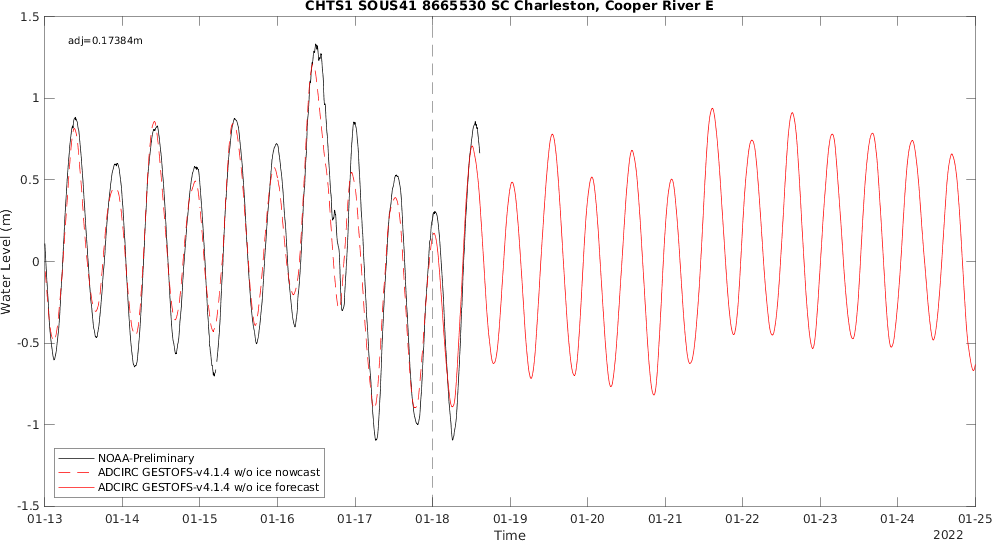 CHTS1 SOUS41 8665530 SC Charleston, Cooper River E
adj=0.17384m
1.5
1
0.5
0
-0.5
-1
-1.5
Water Level (m)
NOAA-Preliminary
ADCIRC GESTOFS-v4.1.4 w/o ice nowcast
ADCIRC GESTOFS-v4.1.4 w/o ice forecast
01-13 01-14 01-15 01-16 01-17 01-18 01-19 01-20 01-21 01-22 01-23 01-24 01-25
Time
2022